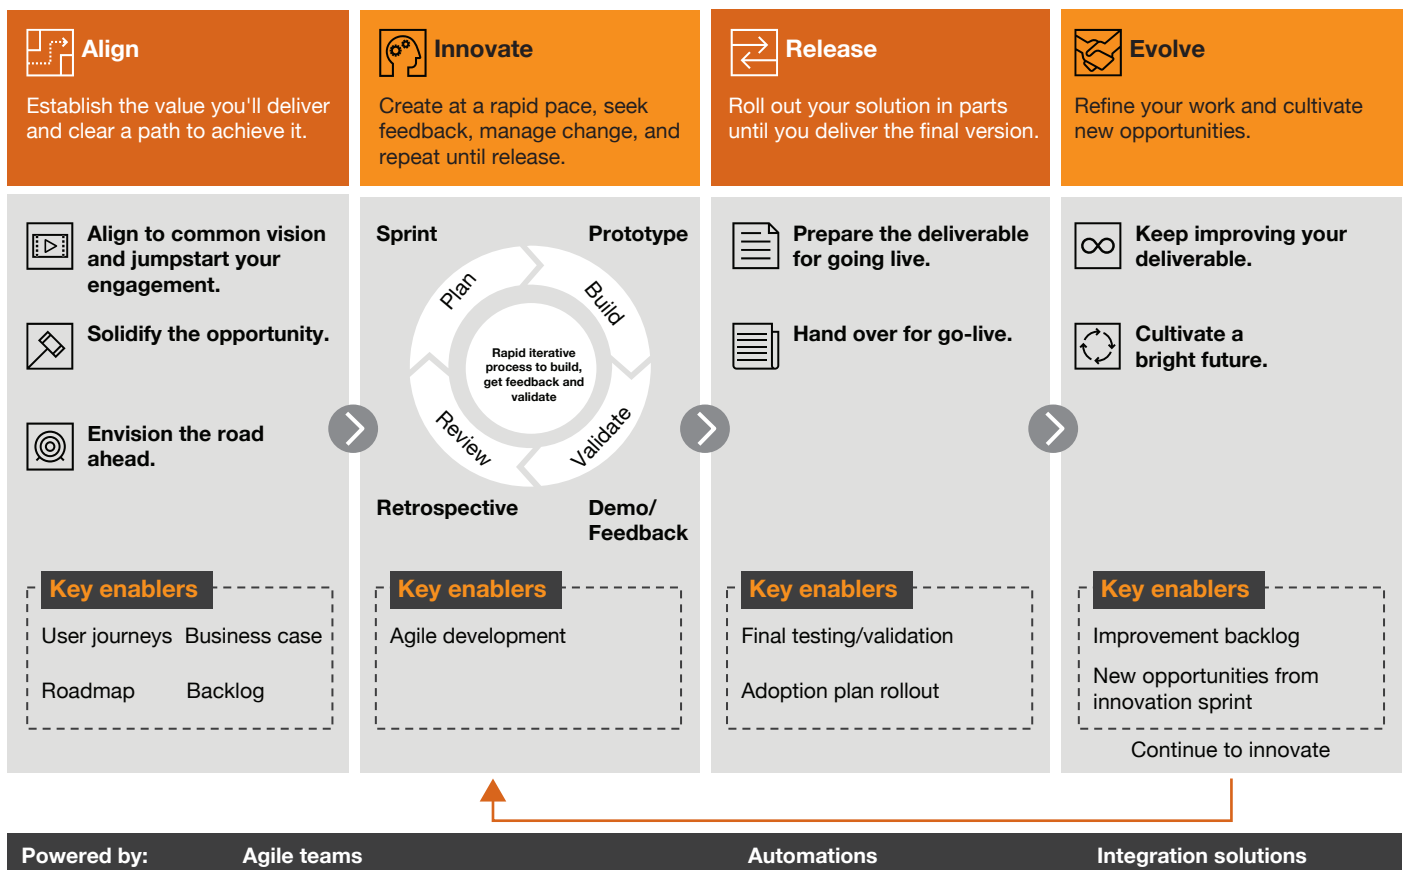 Align
Establish the value you'll deliver
and clear a path to achieve it.
Innovate
Create at a rapid pace, seek
feedback, manage change, and
repeat until release.
Release
Roll out your solution in parts
until you deliver the final version.
Evolve
Refine your work and cultivate
new opportunities.
Align to common vision
and jumpstart your
engagement.
Solidify the opportunity.
Envision the road
ahead.
Key enablers
User journeys Business case
Roadmap Backlog
Sprint
Prototype
Plan
Build
Rapid iterative
process to build,
get feedback and
validate
Review
Validate
Retrospective
Demo/
Feedback
Key enablers
Agile development
Prepare the deliverable
for going live.
Hand over for go-live.
Key enablers
Final testing/validation
Adoption plan rollout
Keep improving your
deliverable.
Cultivate a
bright future.
Key enablers
Improvement backlog
New opportunities from
innovation sprint
Continue to innovate
Powered by: Agile teams Automations Integration solutions